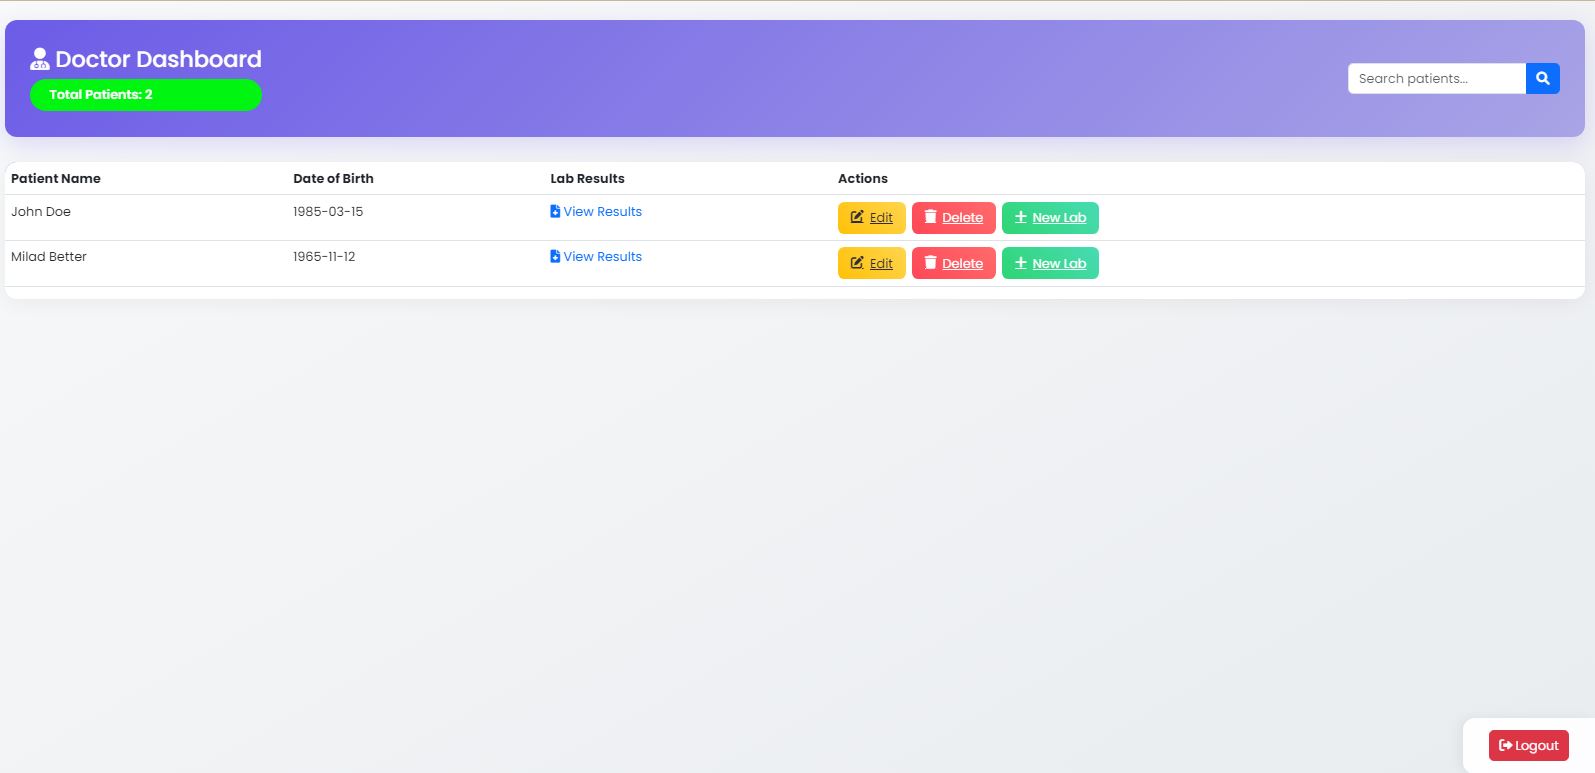 Doctor Dashboard
Total Patients: 2
Search patients...
Patient Name Date of Birth Lab Results Actions
John Doe 1985-03-15 View Results Edit Delete New Lab
Milad Better 1965-11-12 View Results Edit Delete New Lab
Logout